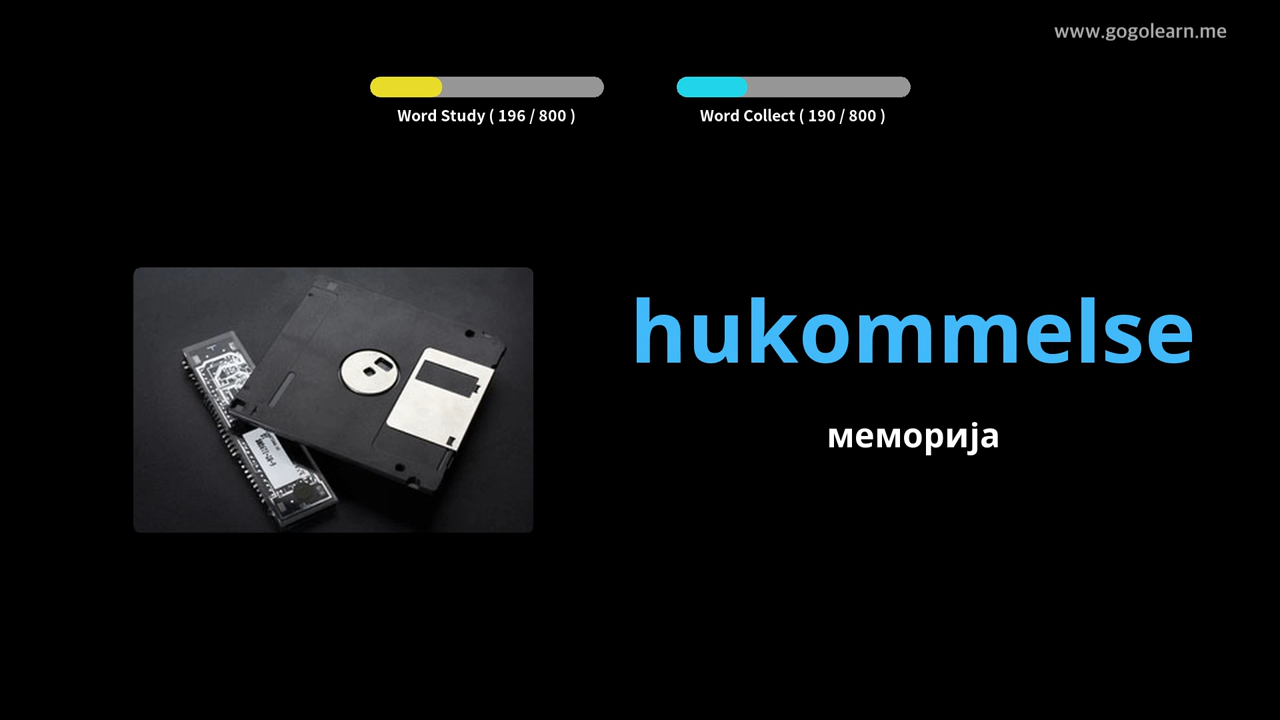 www.gogolearn.me
Word Study ( 196 / 800 )
Word Collect ( 190 / 800 )
hukommelse
меморија